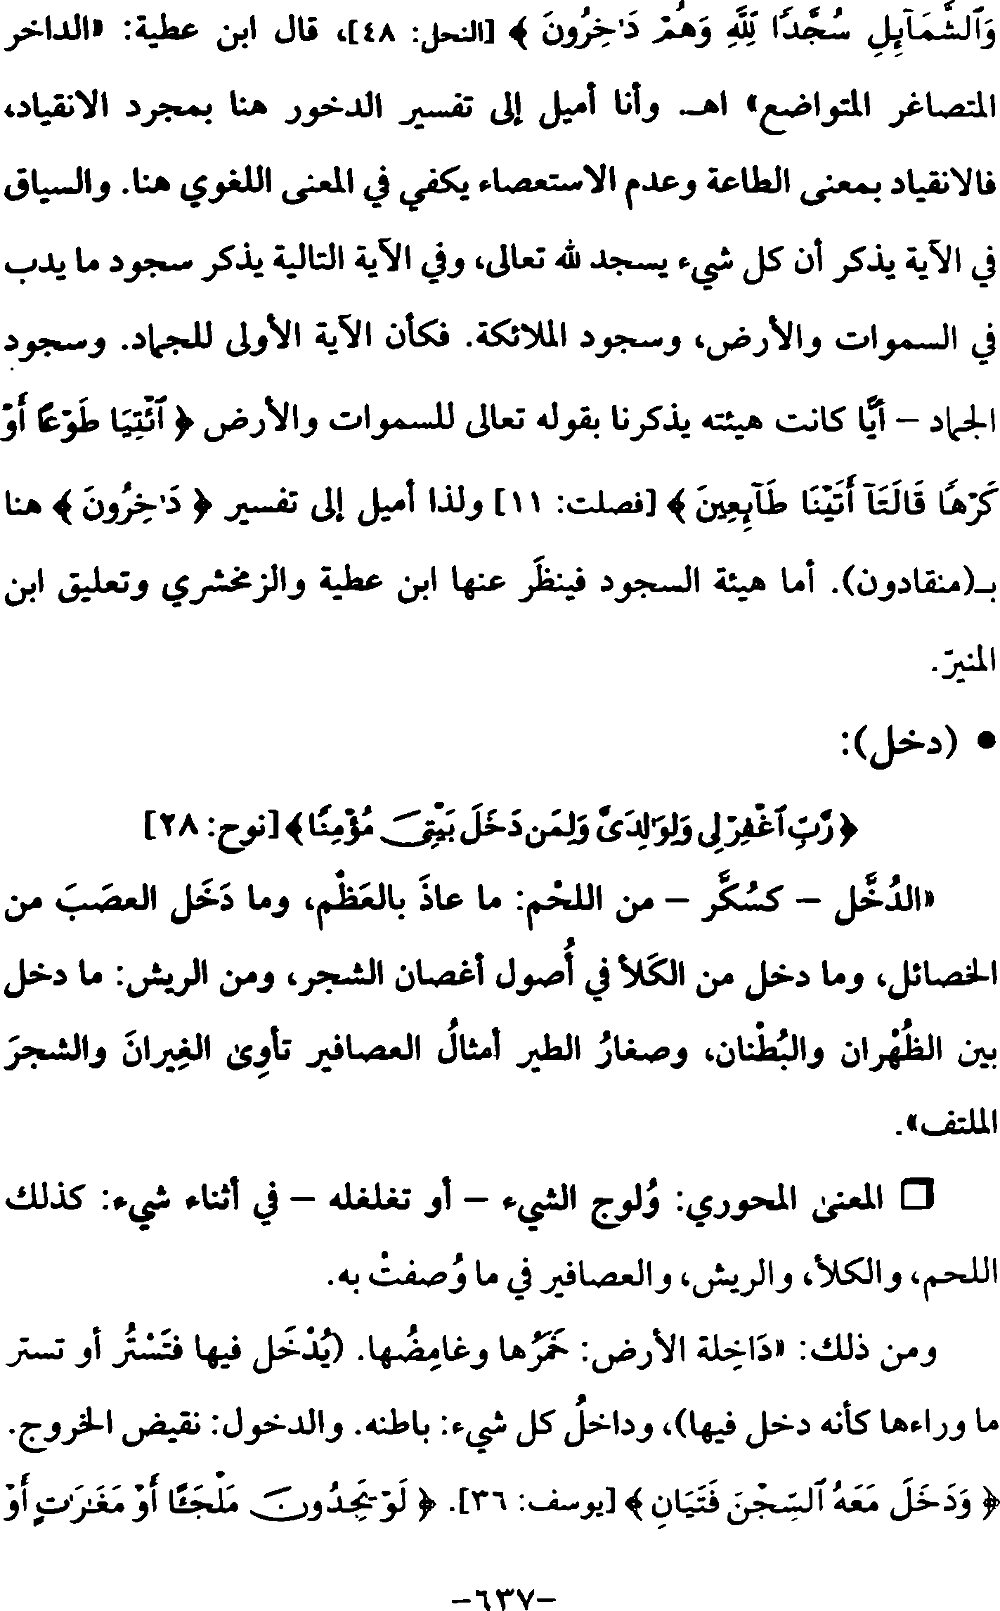 وَٱلشَّمَآئِلِ سُجَّدًا لِّلَّهِ وَهُمْ دَٰخِرُونَ ﴾ [النحل: ٤٨]، قال ابن عطية: «الداخر
المتصاغر المتواضع» اهـ. وأنا أميل إلى تفسير الدخور هنا بمجرد الانقياد،
فالانقياد بمعنى الطاعة وعدم الاستعصاء يكفي في المعنى اللغوي هنا. والسياق
في الآية يذكر أن كل شيء يسجد لله تعالى، وفي الآية التالية يذكر سجود ما يدب
في السموات والأرض، وسجود الملائكة. فكأن الآية الأولى للجماد. وسجود
الجماد – أيًّا كانت هيئته يذكرنا بقوله تعالى للسموات والأرض ﴿ ٱئْتِيَا طَوْعًا أَوْ
كَرْهًا قَالَتَآ أَتَيْنَا طَآئِعِينَ ﴾ [فصلت: ١١] ولذا أميل إلى تفسير ﴿ دَٰخِرُونَ ﴾ هنا
بـ(منقادون). أما هيئة السجود فينظَر عنها ابن عطية والزمخشري وتعليق ابن
المنيرّ.
● (دخل):
﴿ رَّبِّ ٱغْفِرْ لِى وَلِوَٰلِدَىَّ وَلِمَن دَخَلَ بَيْتِىَ مُؤْمِنًا ﴾ [نوح: ٢٨]
«الدُخَّل – كسُكَّر – من اللحْم: ما عاذَ بالعَظْم، وما دَخَل العصَبَ من
الخصائل، وما دخل من الكَلأ في أُصول أغصان الشجر، ومن الريش: ما دخل
بين الظُهْران والبُطْنان، وصغارُ الطير أمثالُ العصافير تأوِى الغِيرانَ والشجرَ
الملتف».
❒ المعنى المحوري: وُلوج الشيء – أو تغلغله – في أثناء شيء: كذلك
اللحم، والكلأ، والريش، والعصافير في ما وُصفتْ به.
ومن ذلك: «دَاخِلة الأرض: خَمَرُها وغامِضُها. (يُدْخَل فيها فتَسْتُر أو تستر
ما وراءها كأنه دخل فيها)، وداخلُ كل شيء: باطنه. والدخول: نقيض الخروج.
﴿ وَدَخَلَ مَعَهُ ٱلسِّجْنَ فَتَيَانِ ﴾ [يوسف: ٣٦]. ﴿ لَوْ يَجِدُونَ مَلْجَـًٔا أَوْ مَغَٰرَٰتٍ أَوْ
-٦٣٧-